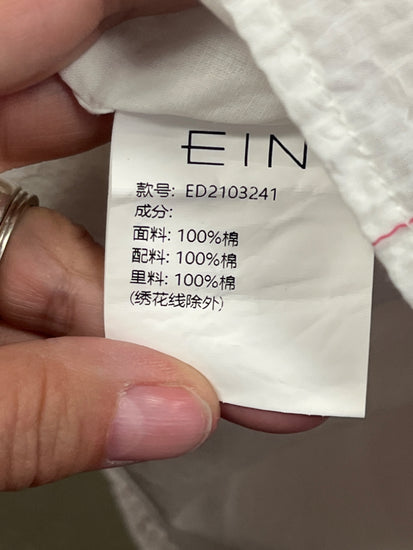 EIN
款号: ED2103241
成分:
面料: 100%棉
配料: 100%棉
里料: 100%棉
(绣花线除外)